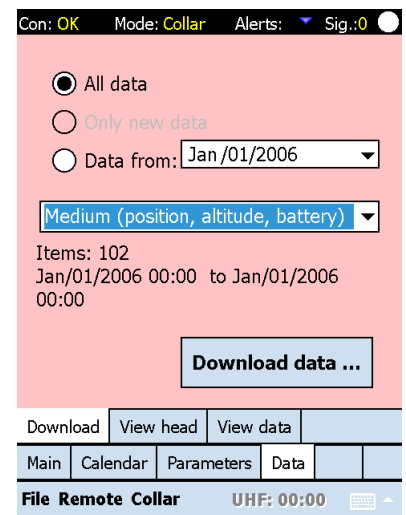 Con: OK Mode: Collar Alerts: Sig.:0
All data
Only new data
Data from: Jan/01/2006
Medium (position, altitude, battery)
Items: 102
Jan/01/2006 00:00 to Jan/01/2006
00:00
Download data ...
Download View head View data
Main Calendar Parameters Data
File Remote Collar UHF: 00:00